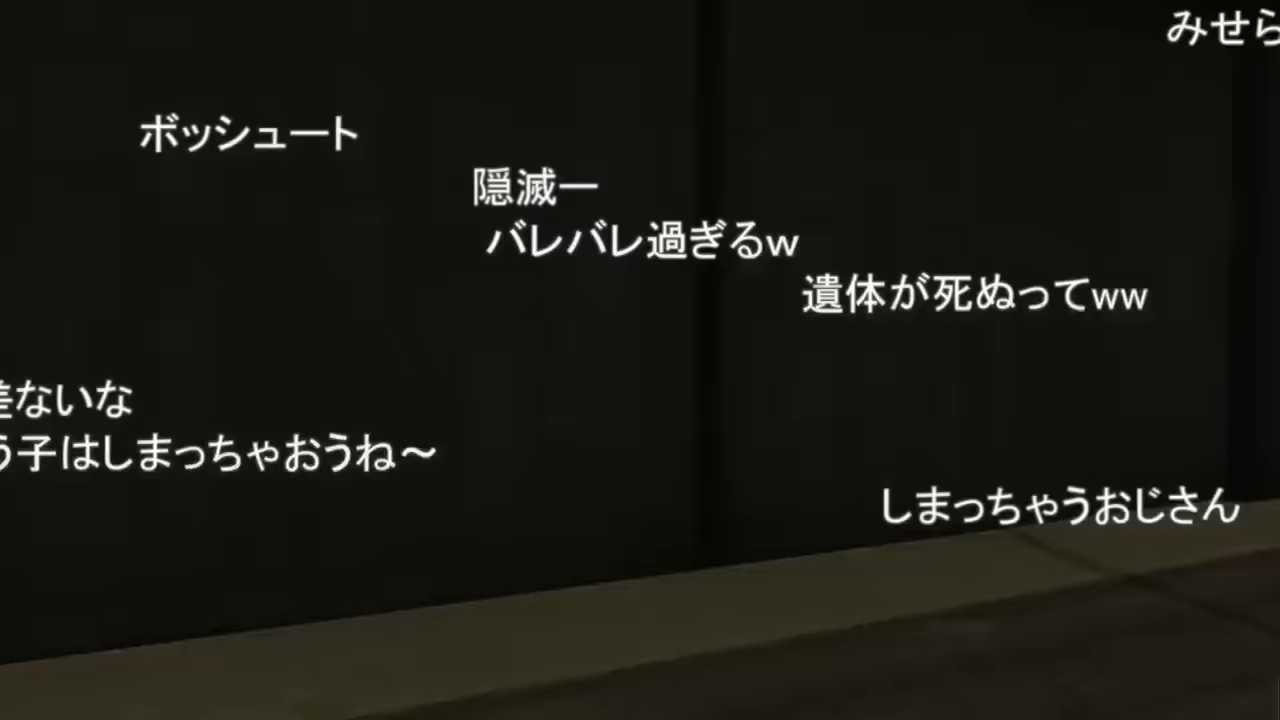 みせら
ボッシュート
隠滅ー
バレバレ過ぎるw
遺体が死ぬってww
差ないな
う子はしまっちゃおうね～
しまっちゃうおじさん